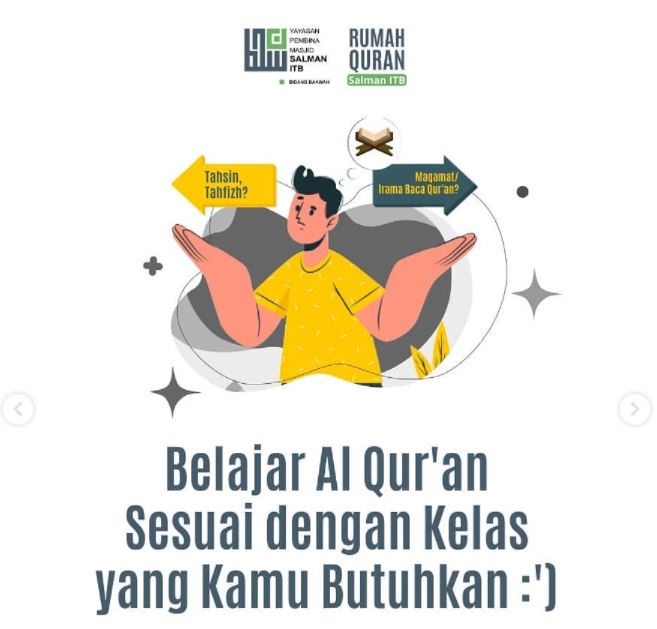 YAYASAN
PEMBINA
MASJID
SALMAN
ITB
BIDANG DAKWAH
RUMAH
QURAN
Salman ITB
Tahsin,
Tahfizh?
Maqamat/
Irama Baca Qur'an?
Belajar Al Qur'an
Sesuai dengan Kelas
yang Kamu Butuhkan :')